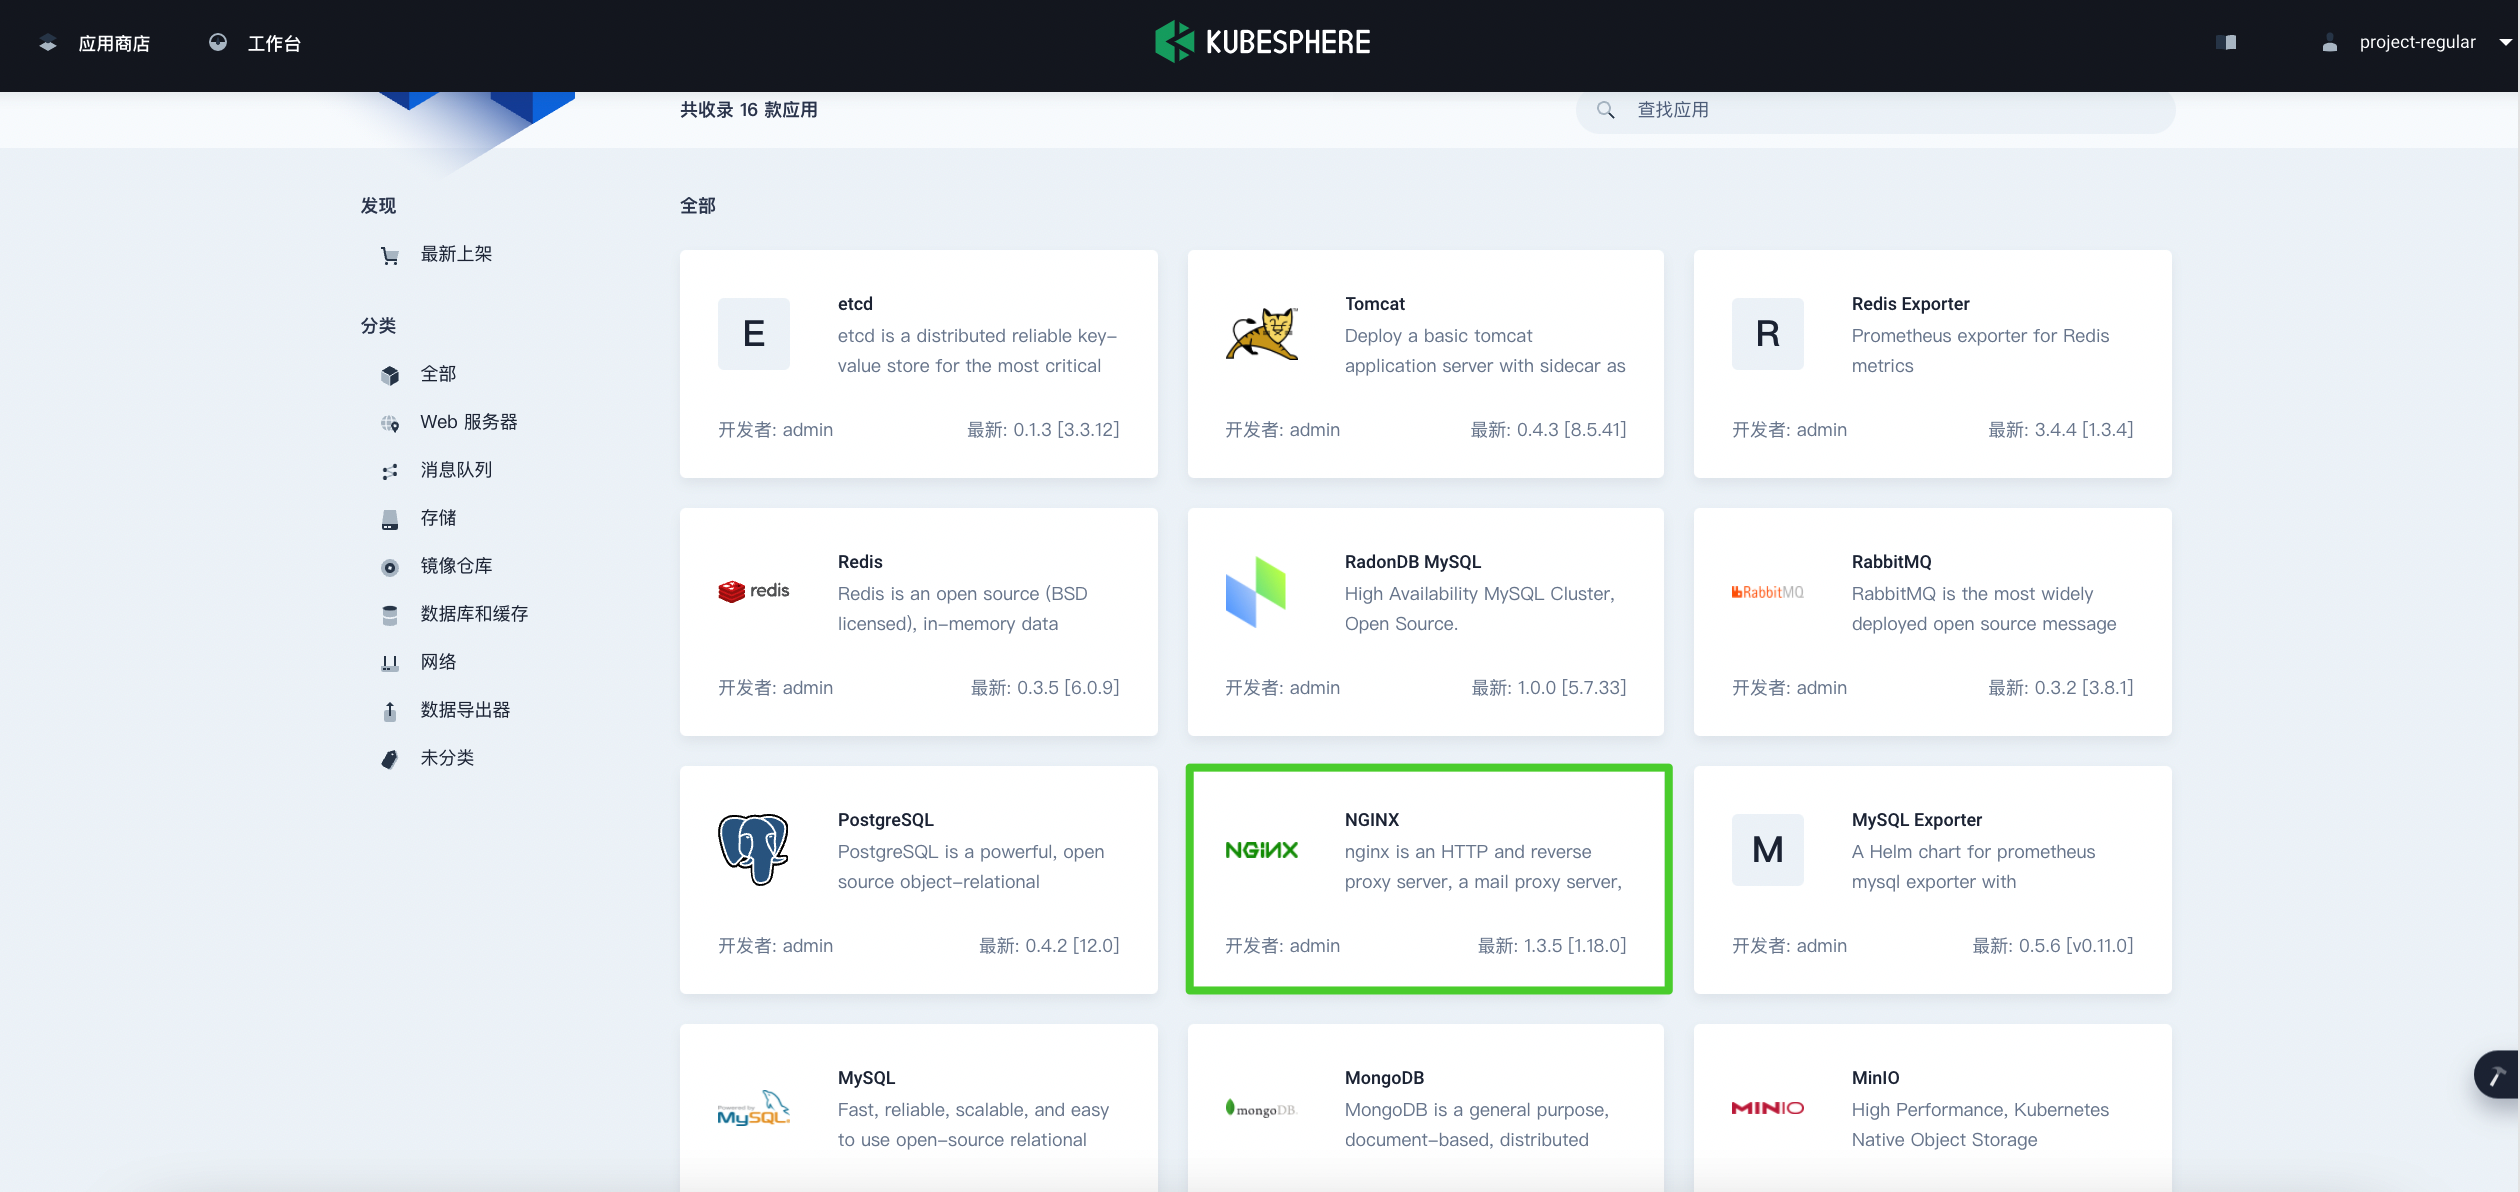 应用商店
工作台
KUBESPHERE
project-regular
共收录 16 款应用
查找应用
发现
最新上架
分类
全部
Web 服务器
消息队列
存储
镜像仓库
数据库和缓存
网络
数据导出器
未分类
全部
E
etcd
etcd is a distributed reliable key-
value store for the most critical
开发者: admin
最新: 0.1.3 [3.3.12]
Tomcat
Deploy a basic tomcat
application server with sidecar as
开发者: admin
最新: 0.4.3 [8.5.41]
R
Redis Exporter
Prometheus exporter for Redis
metrics
开发者: admin
最新: 3.4.4 [1.3.4]
redis
Redis
Redis is an open source (BSD
licensed), in-memory data
开发者: admin
最新: 0.3.5 [6.0.9]
RadonDB MySQL
High Availability MySQL Cluster,
Open Source.
开发者: admin
最新: 1.0.0 [5.7.33]
RabbitMQ
RabbitMQ
RabbitMQ is the most widely
deployed open source message
开发者: admin
最新: 0.3.2 [3.8.1]
PostgreSQL
PostgreSQL is a powerful, open
source object-relational
开发者: admin
最新: 0.4.2 [12.0]
NGINX
NGINX
nginx is an HTTP and reverse
proxy server, a mail proxy server,
开发者: admin
最新: 1.3.5 [1.18.0]
M
MySQL Exporter
A Helm chart for prometheus
mysql exporter with
开发者: admin
最新: 0.5.6 [v0.11.0]
Powered by
MySQL
MySQL
Fast, reliable, scalable, and easy
to use open-source relational
mongoDB.
MongoDB
MongoDB is a general purpose,
document-based, distributed
MINIO
MinIO
High Performance, Kubernetes
Native Object Storage